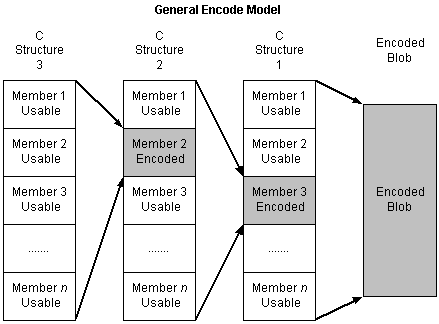 General Encode Model
C
Structure
3
C
Structure
2
C
Structure
1
Encoded
Blob
Member 1
Usable
Member 2
Usable
Member 3
Usable
.......
Member n
Usable
Member 1
Usable
Member 2
Encoded
Member 3
Usable
.......
Member n
Usable
Member 1
Usable
Member 2
Usable
Member 3
Encoded
.......
Member n
Usable
Encoded
Blob